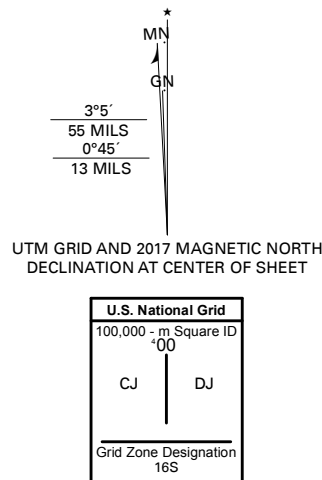 ★
MN
GN
3°5´
55 MILS
0°45´
13 MILS
UTM GRID AND 2017 MAGNETIC NORTH
DECLINATION AT CENTER OF SHEET
U.S. National Grid
100,000 - m Square ID
⁴00
CJ DJ
Grid Zone Designation
16S